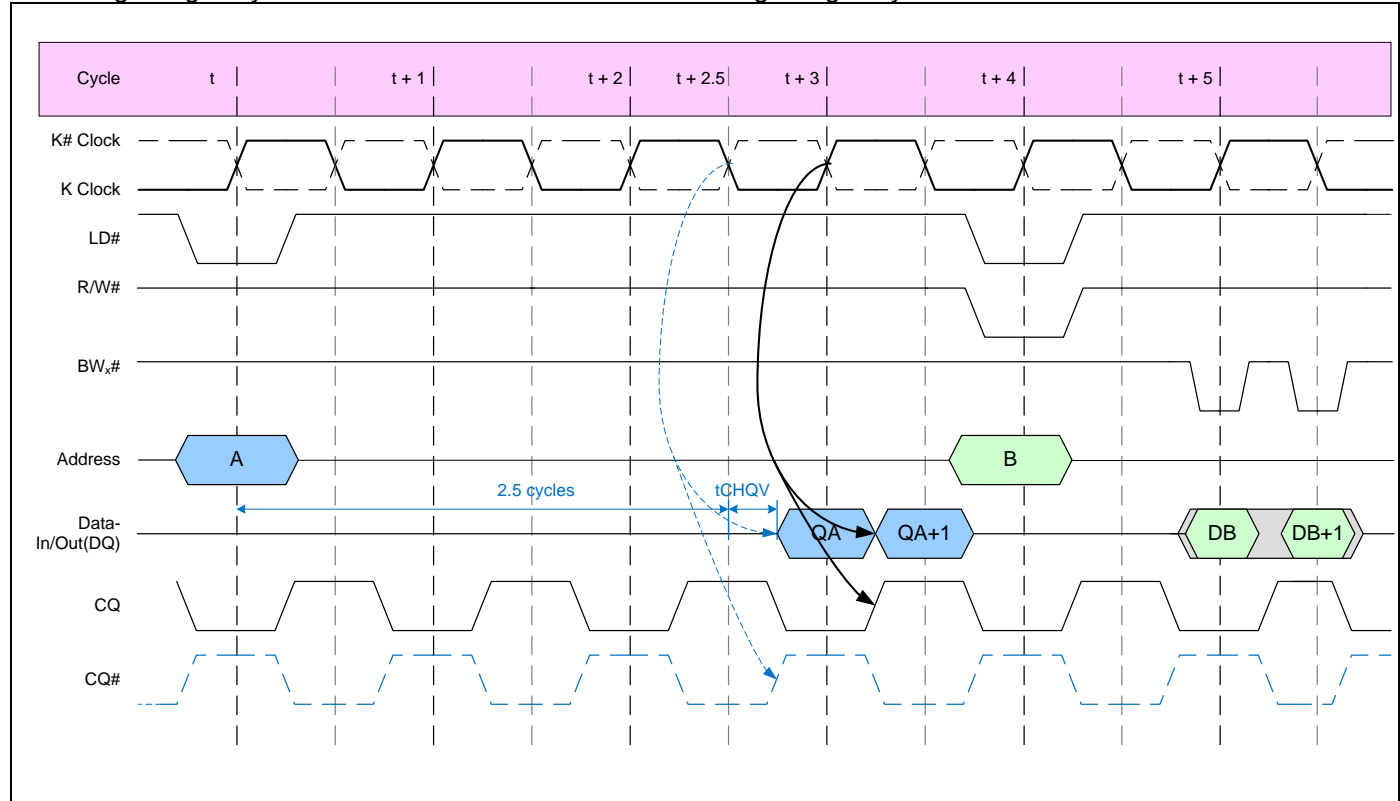 Cycle t t + 1 t + 2 t + 2.5 t + 3 t + 4 t + 5
K# Clock
K Clock
LD#
R/W#
BWx#
Address A B
2.5 cycles tCHQV
Data-
In/Out(DQ) QA QA+1 DB DB+1
CQ
CQ#